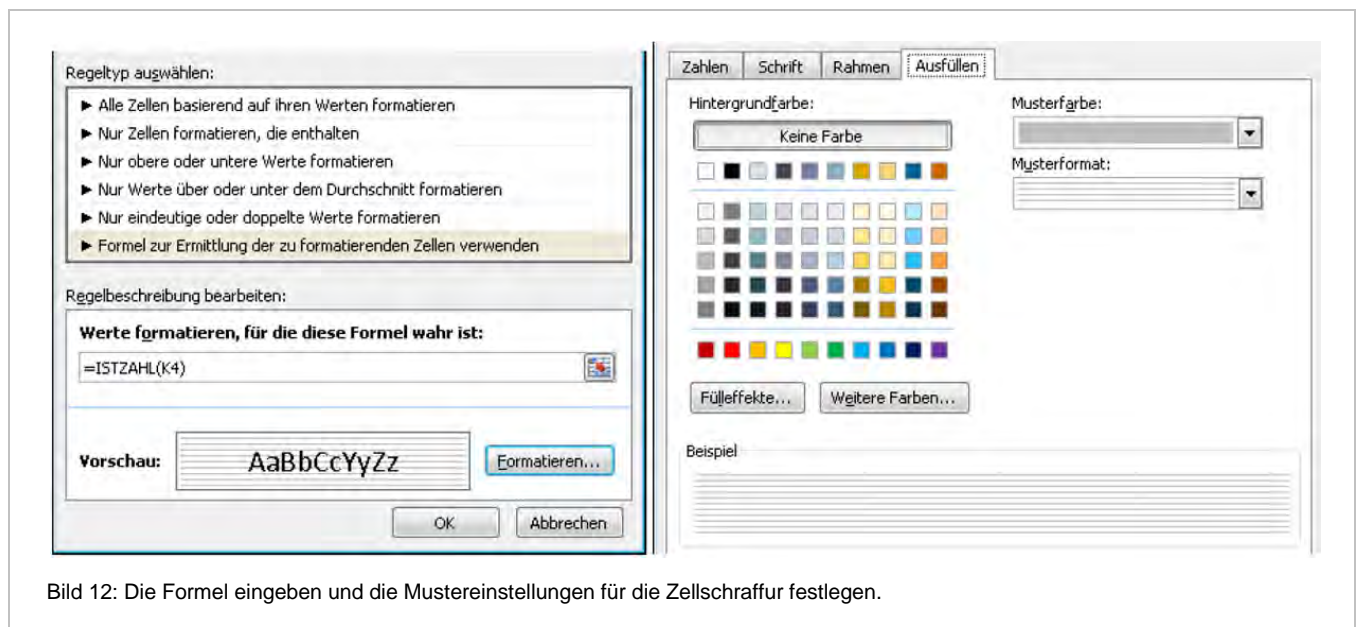 Regeltyp auswählen:
► Alle Zellen basierend auf ihren Werten formatieren
► Nur Zellen formatieren, die enthalten
► Nur obere oder untere Werte formatieren
► Nur Werte über oder unter dem Durchschnitt formatieren
► Nur eindeutige oder doppelte Werte formatieren
► Formel zur Ermittlung der zu formatierenden Zellen verwenden
Regelbeschreibung bearbeiten:
Werte formatieren, für die diese Formel wahr ist:
=ISTZAHL(K4)
Vorschau: AaBbCcYyZz Formatieren...
OK Abbrechen
Zahlen Schrift Rahmen Ausfüllen
Hintergrundfarbe:
Keine Farbe
Musterfarbe:
Musterformat:
Fülleffekte... Weitere Farben...
Beispiel
Bild 12: Die Formel eingeben und die Mustereinstellungen für die Zellschraffur festlegen.